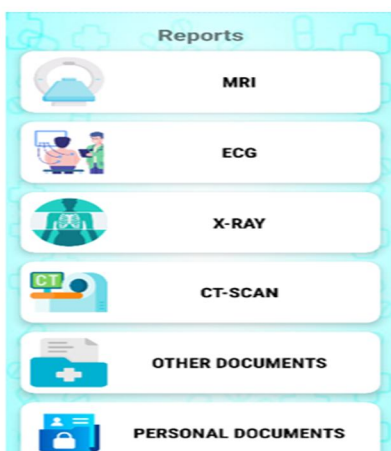 Reports
MRI
ECG
X-RAY
CT
CT-SCAN
OTHER DOCUMENTS
PERSONAL DOCUMENTS